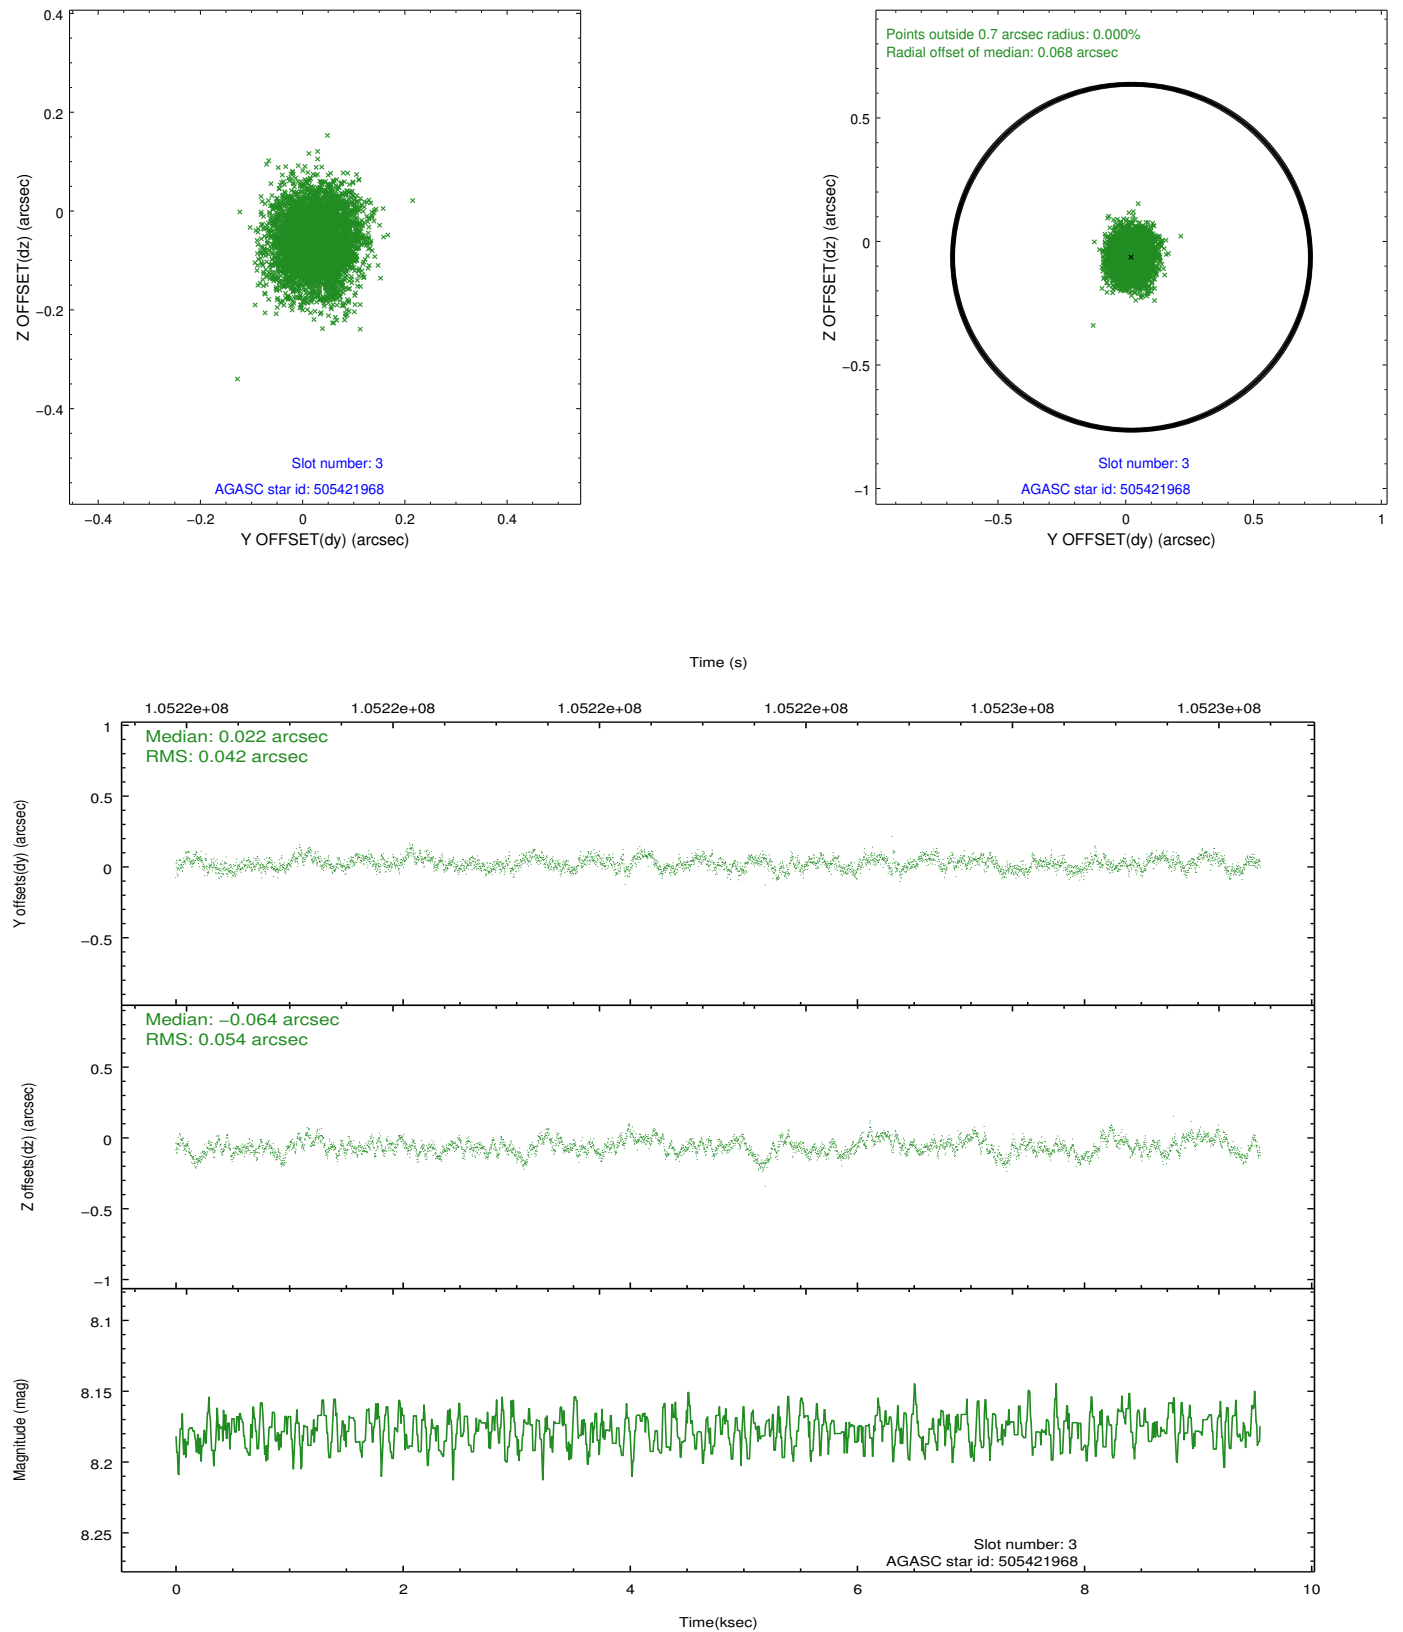 0.4
0.2
0
−0.2
−0.4
Z OFFSET(dz) (arcsec)
Slot number: 3
AGASC star id: 505421968
−0.4 −0.2 0 0.2 0.4
Y OFFSET(dy) (arcsec)
Points outside 0.7 arcsec radius: 0.000%
Radial offset of median: 0.068 arcsec
0.5
0
−0.5
−1
Z OFFSET(dz) (arcsec)
Slot number: 3
AGASC star id: 505421968
−0.5 0 0.5 1
Y OFFSET(dy) (arcsec)
Time (s)
1.0522e+08 1.0522e+08 1.0522e+08 1.0522e+08 1.0523e+08 1.0523e+08
1
0.5
0
−0.5
Y offsets(dy) (arcsec)
Median: 0.022 arcsec
RMS: 0.042 arcsec
0.5
0
−0.5
−1
Z offsets(dz) (arcsec)
Median: −0.064 arcsec
RMS: 0.054 arcsec
8.1
8.15
8.2
8.25
Magnitude (mag)
Slot number: 3
AGASC star id: 505421968
0 2 4 6 8 10
Time(ksec)